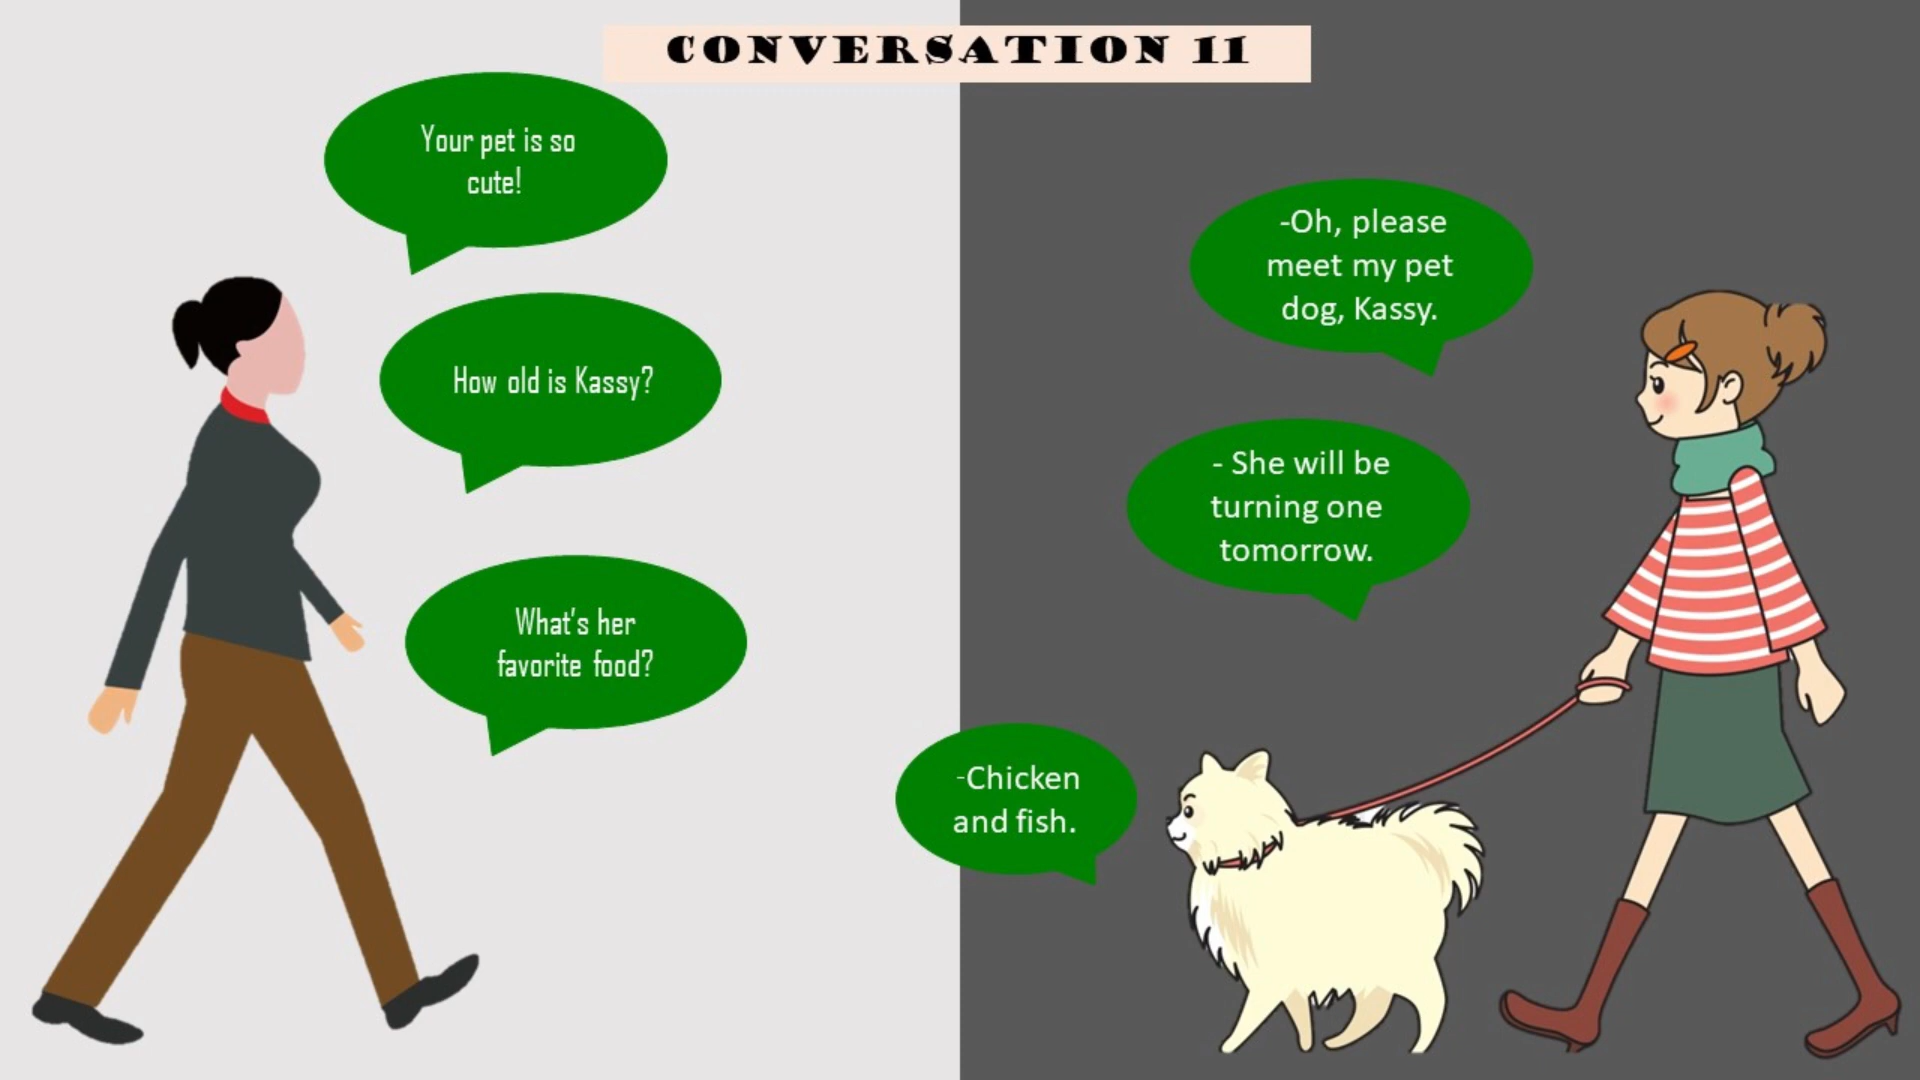 CONVERSATION 11
Your pet is so
cute!
-Oh, please
meet my pet
dog, Kassy.
How old is Kassy?
- She will be
turning one
tomorrow.
What's her
favorite food?
-Chicken
and fish.